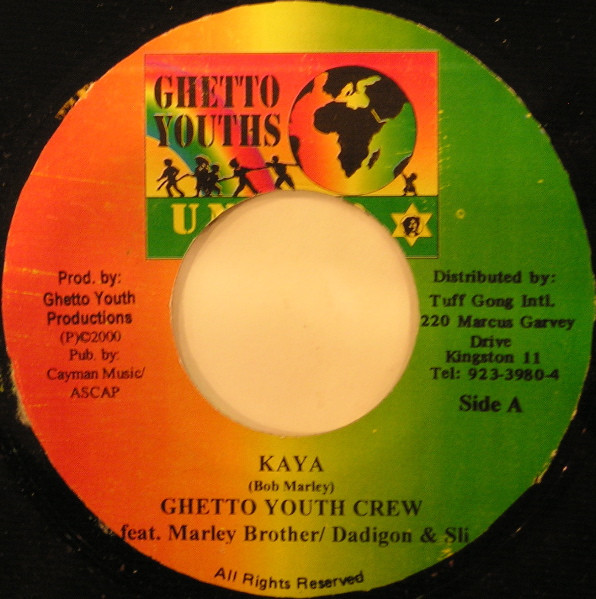 GHETTO
YOUTHS
Prod. by:
Ghetto Youth
Productions
(P)©2000
Pub. by:
Cayman Music/
ASCAP
Distributed by:
Tuff Gong Intl.
220 Marcus Garvey
Drive
Kingston 11
Tel: 923-3980-4
Side A
KAYA
(Bob Marley)
GHETTO YOUTH CREW
feat. Marley Brother/ Dadigon & Sli
All Rights Reserved